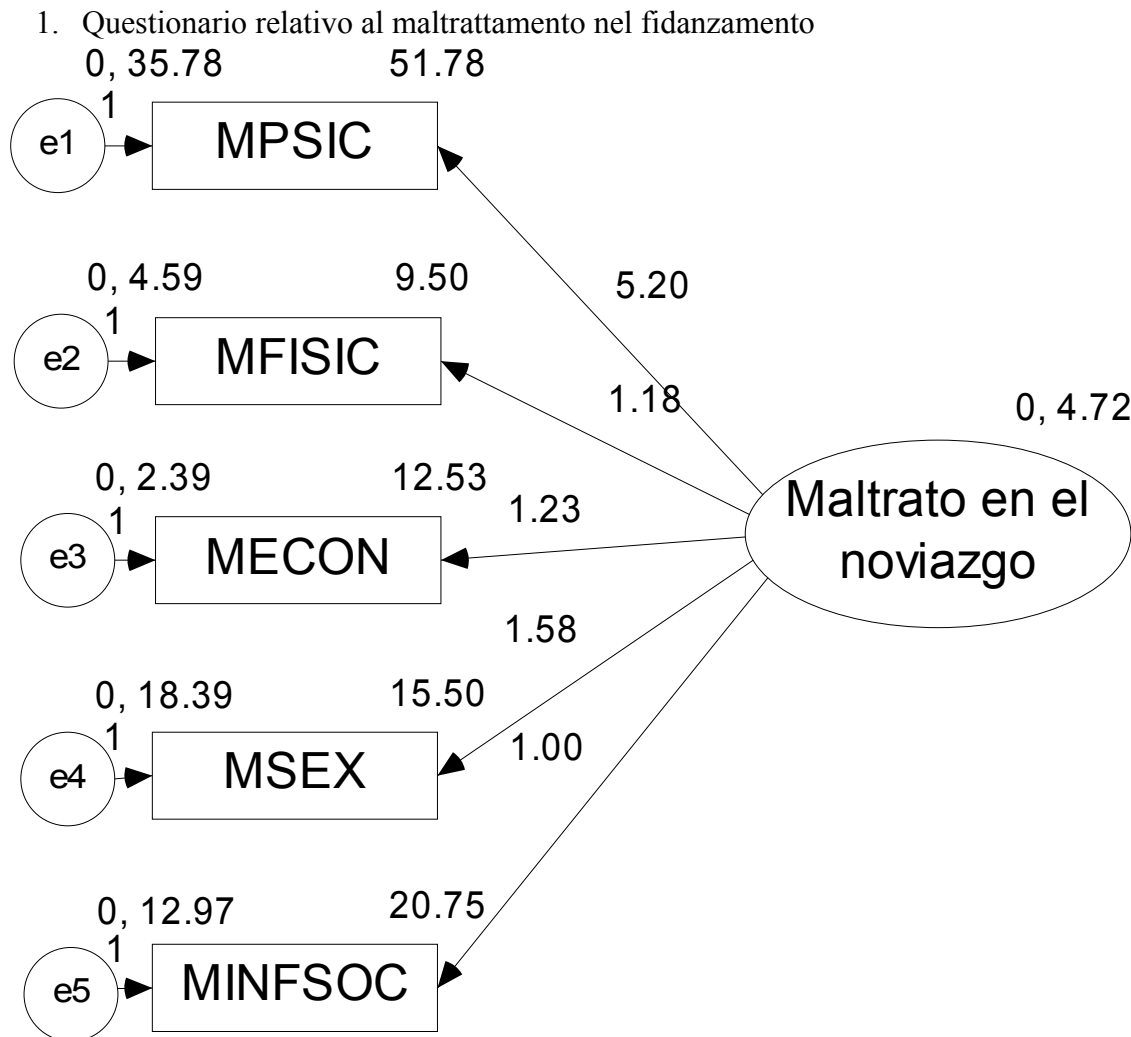 1. Questionario relativo al maltrattamento nel fidanzamento
0, 35.78
51.78
1
e1
MPSIC
0, 4.59
9.50
5.20
1
e2
MFISIC
1.18
0, 4.72
0, 2.39
12.53
1.23
1
e3
MECON
Maltrato en el
noviazgo
1.58
0, 18.39
15.50
1
e4
MSEX
1.00
0, 12.97
20.75
1
e5
MINFSOC